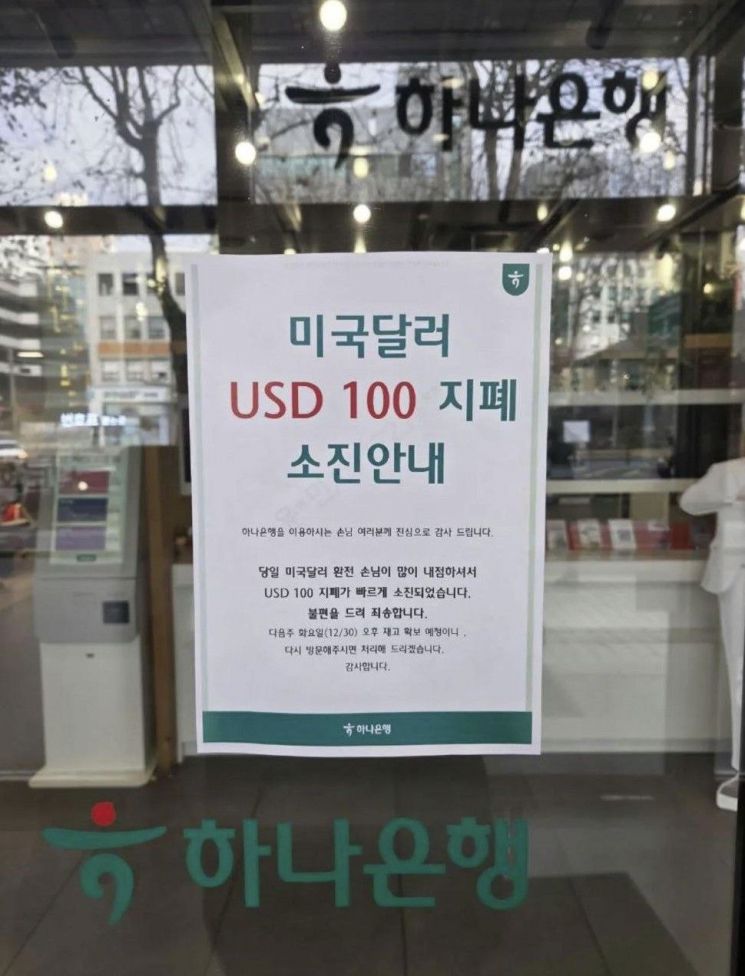 하나은행
미국달러
USD 100 지폐
소진안내
하나은행을 이용하시는 손님 여러분께 진심으로 감사 드립니다.
당일 미국달러 환전 손님이 많이 내점하셔서
USD 100 지폐가 빠르게 소진되었습니다.
불편을 드려 죄송합니다.
다음주 화요일(12/30) 오후 재고 확보 예정이니 .
다시 방문해주시면 처리해 드리겠습니다.
감사합니다.
하나은행
번호표
하나은행